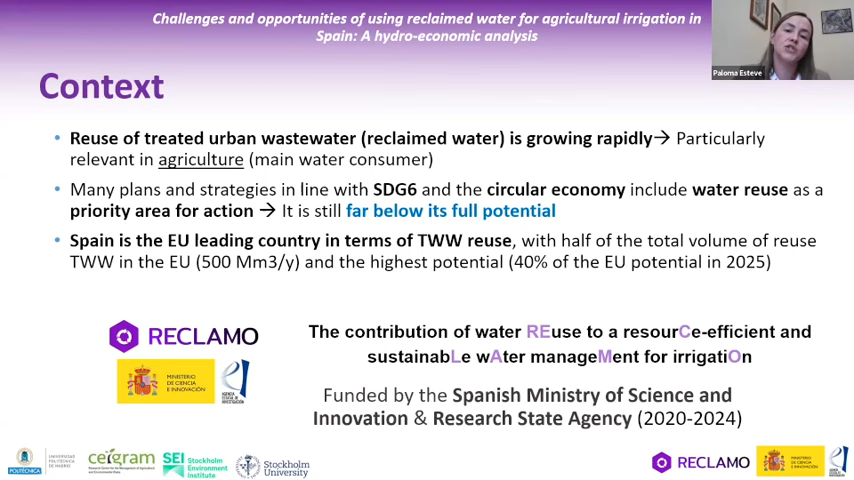 Challenges and opportunities of using reclaimed water for agricultural irrigation in
Spain: A hydro-economic analysis
Paloma Esteve
Context
• Reuse of treated urban wastewater (reclaimed water) is growing rapidly→ Particularly
relevant in agriculture (main water consumer)
• Many plans and strategies in line with SDG6 and the circular economy include water reuse as a
priority area for action → It is still far below its full potential
• Spain is the EU leading country in terms of TWW reuse, with half of the total volume of reuse
TWW in the EU (500 Mm3/y) and the highest potential (40% of the EU potential in 2025)
RECLAMO
The contribution of water REuse to a resourCe-efficient and
sustainabLe wAter manageMent for irrigatiOn
MINISTERIO
DE CIENCIA
E INNOVACIÓN
AGENCIA
ESTATAL DE
INVESTIGACIÓN
Funded by the Spanish Ministry of Science and
Innovation & Research State Agency (2020-2024)
POLITÉCNICA
UNIVERSIDAD
POLITÉCNICA
DE MADRID
ceigram
SEI Stockholm
Environment
Institute
Stockholm
University
RECLAMO
MINISTERIO
DE CIENCIA
E INNOVACIÓN